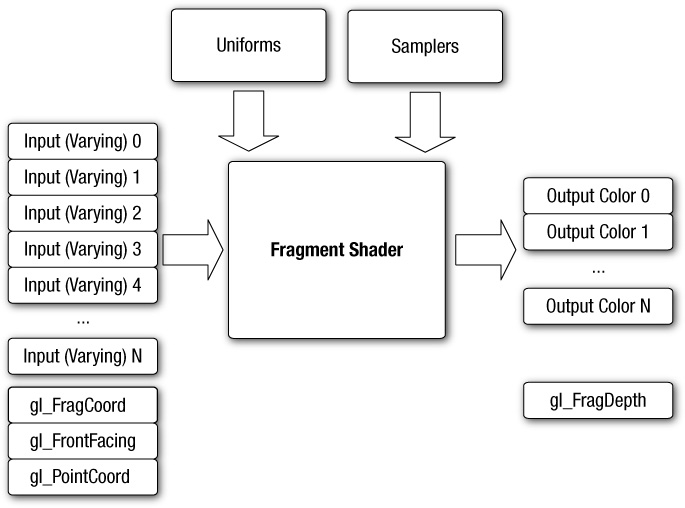 Uniforms
Samplers
Input (Varying) 0
Input (Varying) 1
Input (Varying) 2
Input (Varying) 3
Input (Varying) 4
...
Input (Varying) N
gl_FragCoord
gl_FrontFacing
gl_PointCoord
Fragment Shader
Output Color 0
Output Color 1
...
Output Color N
gl_FragDepth